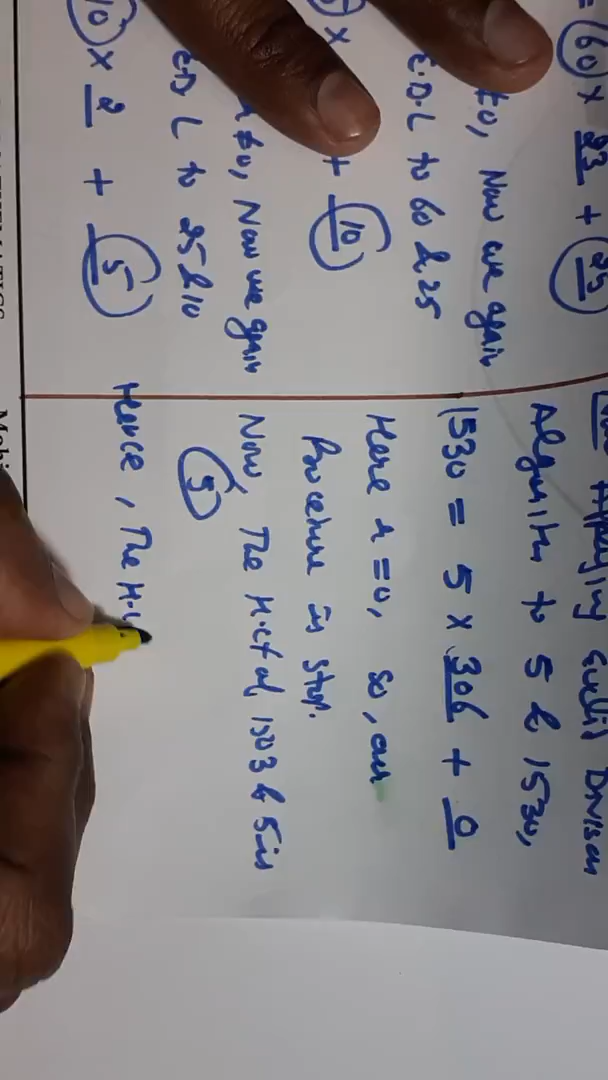 = 60 × 23 + 25
≠0, Now we again
E.D.L to 60 & 25
× + 10
≠0, Now we again
E.D L to 25 & 10
10 × 2 + 5
Applying Euclid Division
Algorithm to 5 & 1530,
1530 = 5 × 306 + 0
Here r = 0, so, our
Procedure is stop.
Now, The H.C.F of 1503 & 5 is
5
Hence, The H.C